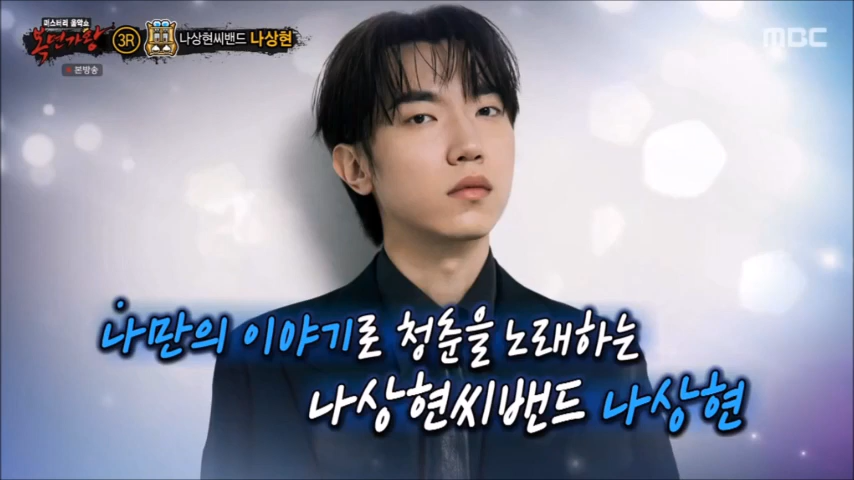 미스터리 음악쇼
복면가왕
3R
나상현씨밴드 나상현
본방송
MBC
나만의 이야기로 청춘을 노래하는
나상현씨밴드 나상현